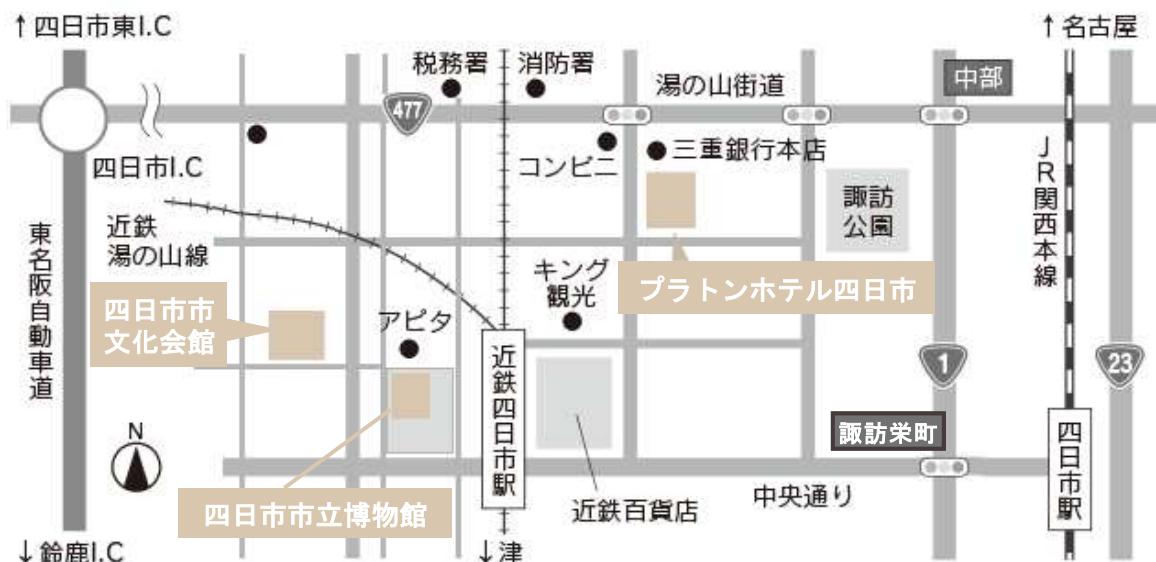 ↑四日市東I.C
↑名古屋
税務署
消防署
湯の山街道
中部
477
四日市I.C
コンビニ
三重銀行本店
諏訪
公園
JR関西本線
近鉄
湯の山線
東名阪自動車道
キング
観光
プラトンホテル四日市
四日市市
文化会館
アピタ
近鉄四日市駅
1
23
諏訪栄町
四日市駅
N
四日市市立博物館
近鉄百貨店
中央通り
↓鈴鹿I.C
↓津